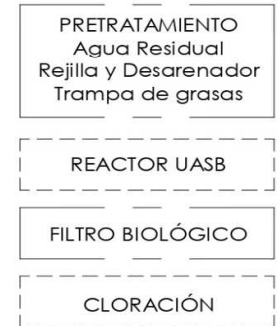 PRETRATAMIENTO
Agua Residual
Rejilla y Desarenador
Trampa de grasas
REACTOR UASB
FILTRO BIOLÓGICO
CLORACIÓN